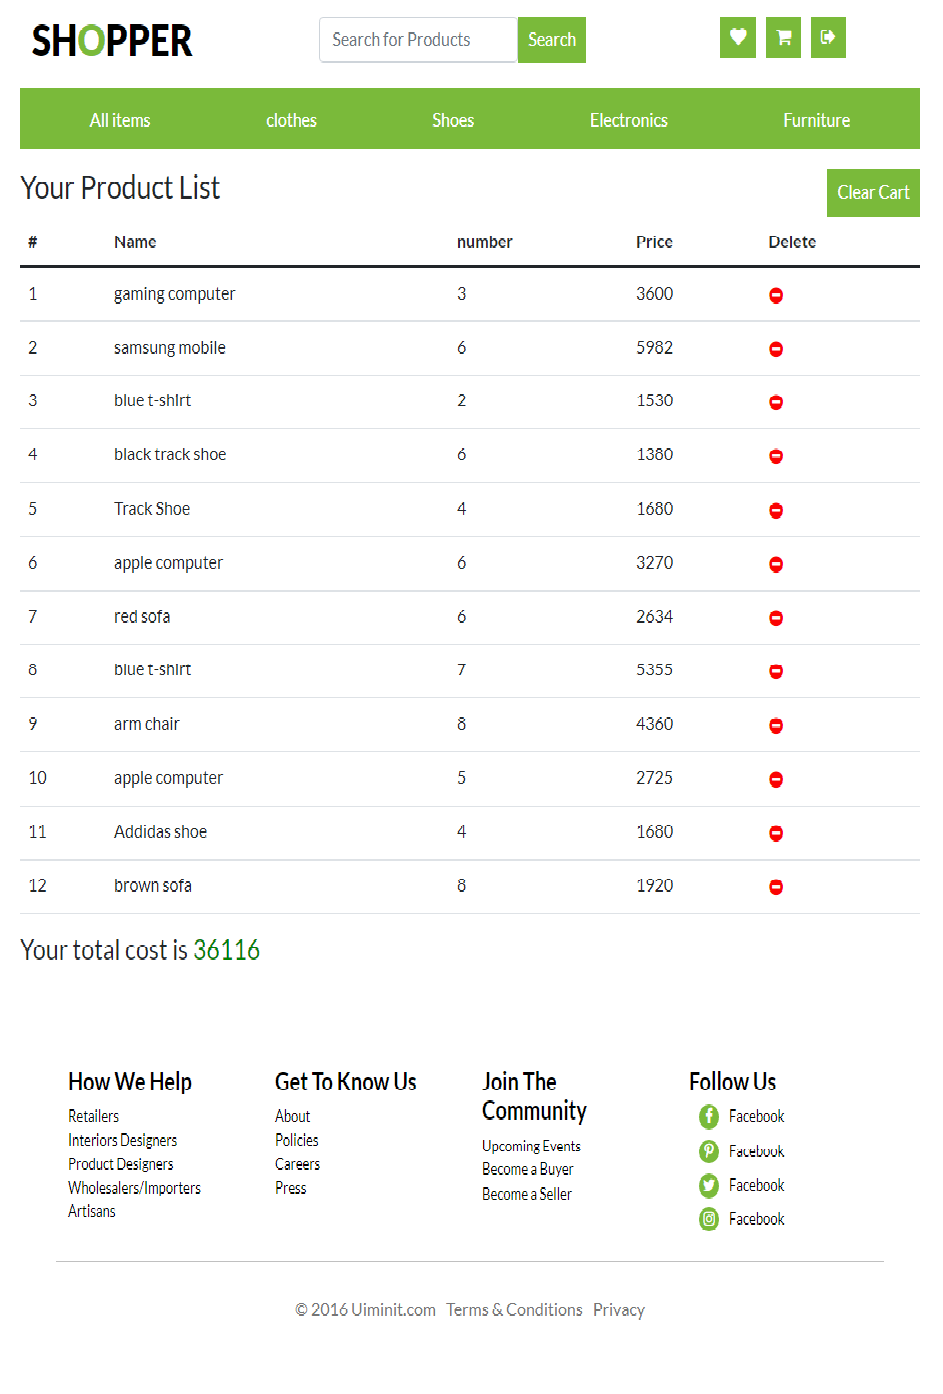 SHOPPER
Search for Products Search
All items clothes Shoes Electronics Furniture
Your Product List
Clear Cart
# Name number Price Delete
1 gaming computer 3 3600
2 samsung mobile 6 5982
3 blue t-shirt 2 1530
4 black track shoe 6 1380
5 Track Shoe 4 1680
6 apple computer 6 3270
7 red sofa 6 2634
8 blue t-shirt 7 5355
9 arm chair 8 4360
10 apple computer 5 2725
11 Addidas shoe 4 1680
12 brown sofa 8 1920
Your total cost is 36116
How We Help
Retailers
Interiors Designers
Product Designers
Wholesalers/Importers
Artisans
Get To Know Us
About
Policies
Careers
Press
Join The
Community
Upcoming Events
Become a Buyer
Become a Seller
Follow Us
Facebook
Facebook
Facebook
Facebook
© 2016 Uiminit.com Terms & Conditions Privacy